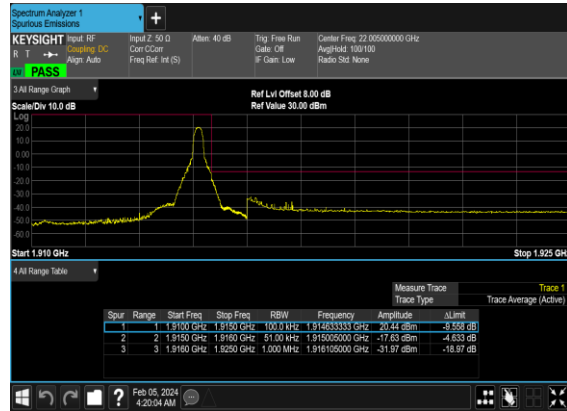 Spectrum Analyzer 1
Spurious Emissions
KEYSIGHT Input: RF Input Z: 50 Ω Atten: 40 dB Trig: Free Run Center Freq: 22.005000000 GHz
R T Coupling: DC Corr CCorr Gate: Off Avg|Hold: 100/100
Align: Auto Freq Ref: Int (S) IF Gain: Low Radio Std: None
LXI PASS
3 All Range Graph
Ref Lvl Offset 8.00 dB
Scale/Div 10.0 dB Ref Value 30.00 dBm
Log
20.0
10.0
0.00
-10.0
-20.0
-30.0
-40.0
-50.0
-60.0
Start 1.910 GHz Stop 1.925 GH
4 All Range Table
Measure Trace Trace 1
Trace Type Trace Average (Active)
Spur Range Start Freq Stop Freq RBW Frequency Amplitude ΔLimit
1 1 1.9100 GHz 1.9150 GHz 100.0 kHz 1.914633333 GHz 20.44 dBm -9.558 dB
2 2 1.9150 GHz 1.9160 GHz 51.00 kHz 1.915005000 GHz -17.63 dBm -4.633 dB
3 3 1.9160 GHz 1.9250 GHz 1.000 MHz 1.916105000 GHz -31.97 dBm -18.97 dB
? Feb 05, 2024
4:20:04 AM